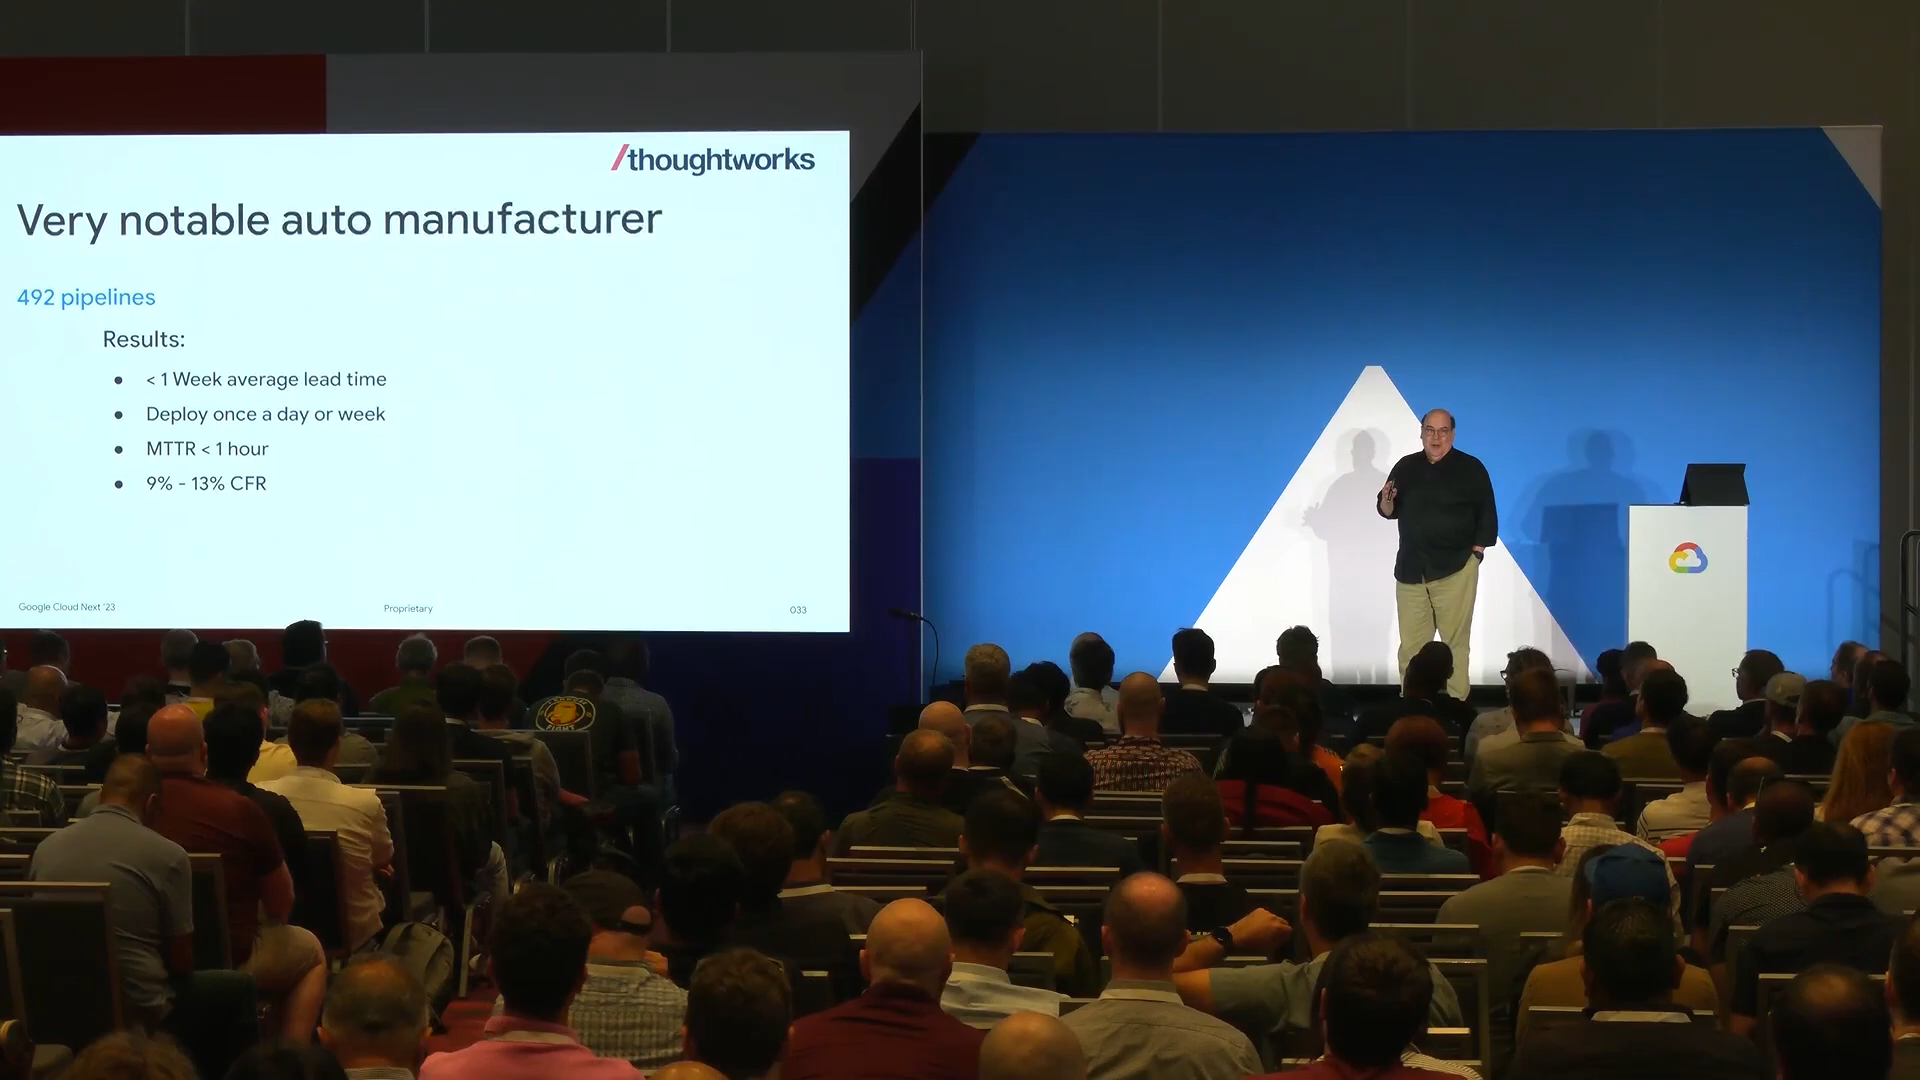 /thoughtworks
Very notable auto manufacturer
492 pipelines
Results:
● < 1 Week average lead time
● Deploy once a day or week
● MTTR < 1 hour
● 9% - 13% CFR
Google Cloud Next '23
Proprietary
033
FIGHT